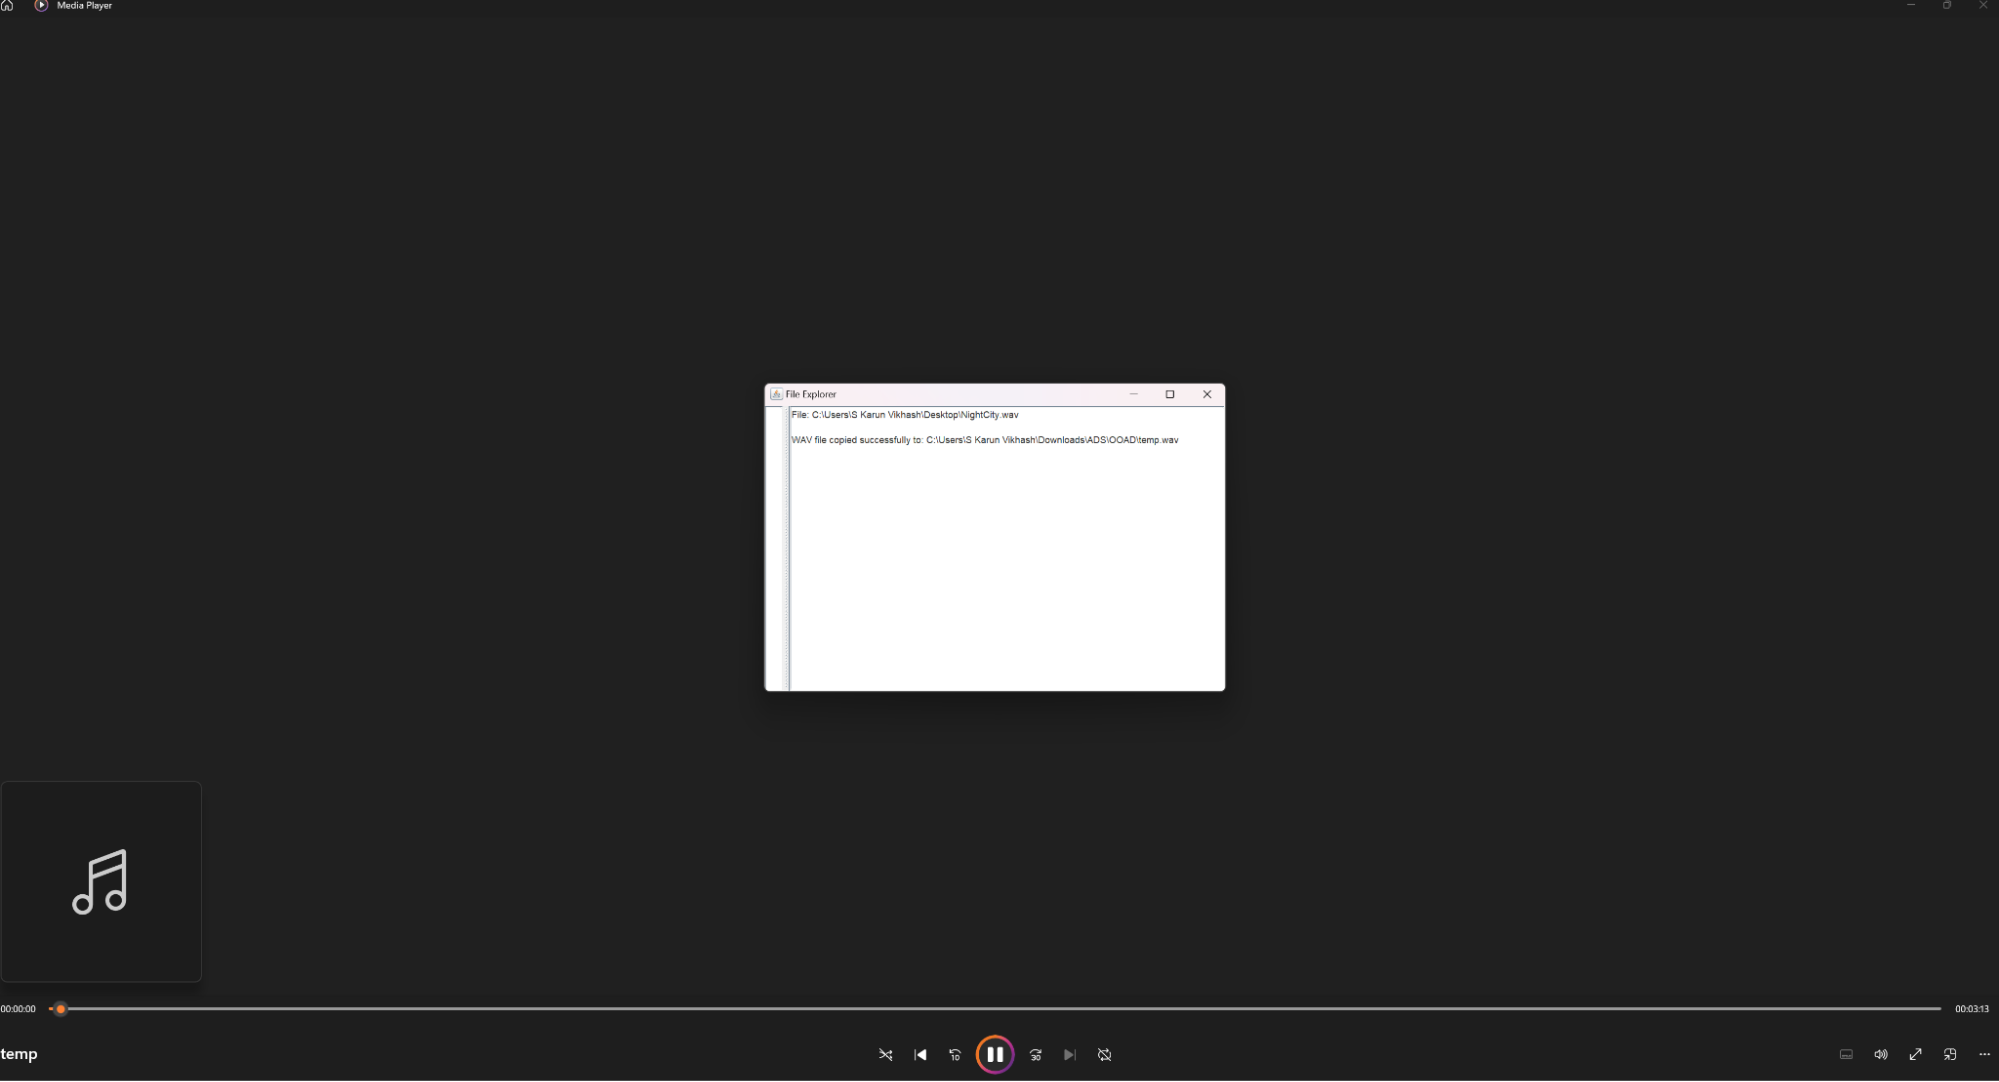 Media Player
File Explorer
File: C:\Users\S Karun Vikhash\Desktop\NightCity.wav
WAV file copied successfully to: C:\Users\S Karun Vikhash\Downloads\ADS\OOAD\temp.wav
00:00:00
00:03:13
temp
10
30